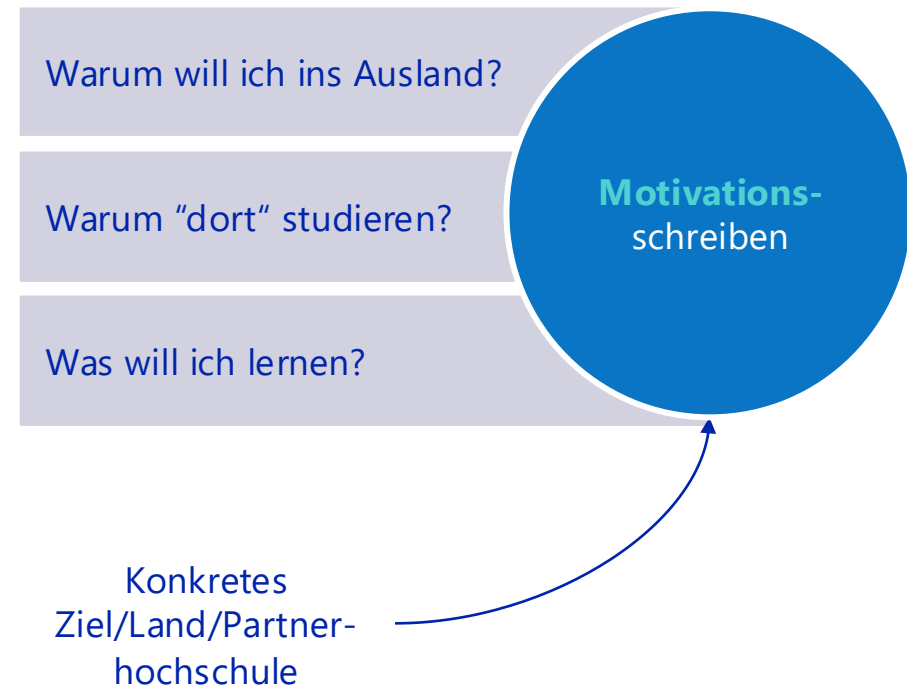 Warum will ich ins Ausland?
Warum “dort“ studieren?
Was will ich lernen?
Motivations-
schreiben
Konkretes
Ziel/Land/Partner-
hochschule